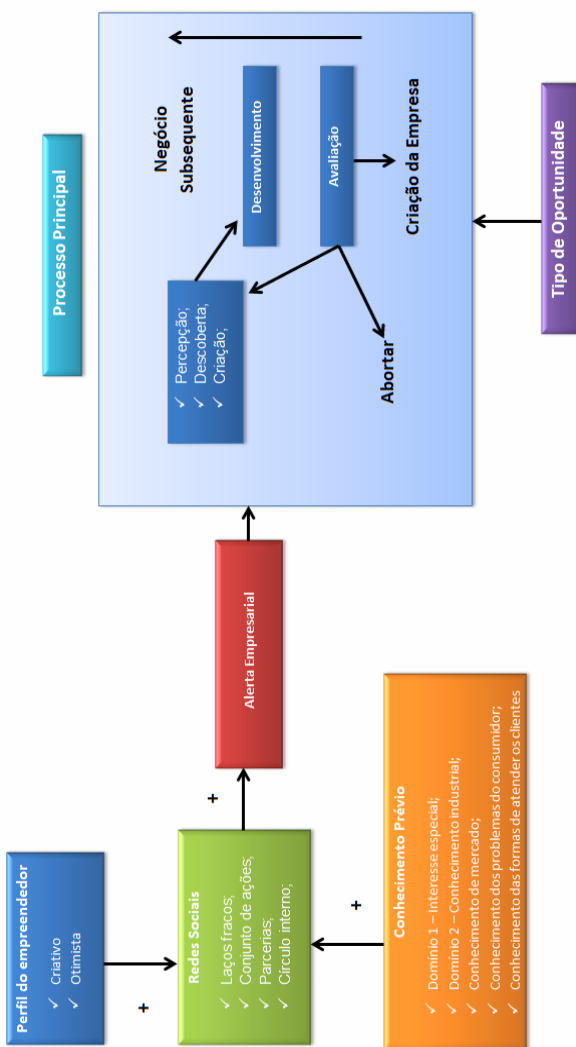 Perfil do empreendedor
✓ Criativo
✓ Otimista
+
Redes Sociais
✓ Laços fracos;
✓ Conjunto de ações;
✓ Parcerias;
✓ Circulo interno;
+
Conhecimento Prévio
✓ Domínio 1 – Interesse especial;
✓ Domínio 2 – Conhecimento industrial;
✓ Conhecimento de mercado;
✓ Conhecimento dos problemas do consumidor;
✓ Conhecimento das formas de atender os clientes
+
Alerta Empresarial
Processo Principal
✓ Percepção;
✓ Descoberta;
✓ Criação;
Negócio
Subsequente
Desenvolvimento
Avaliação
Abortar
Criação da Empresa
Tipo de Oportunidade